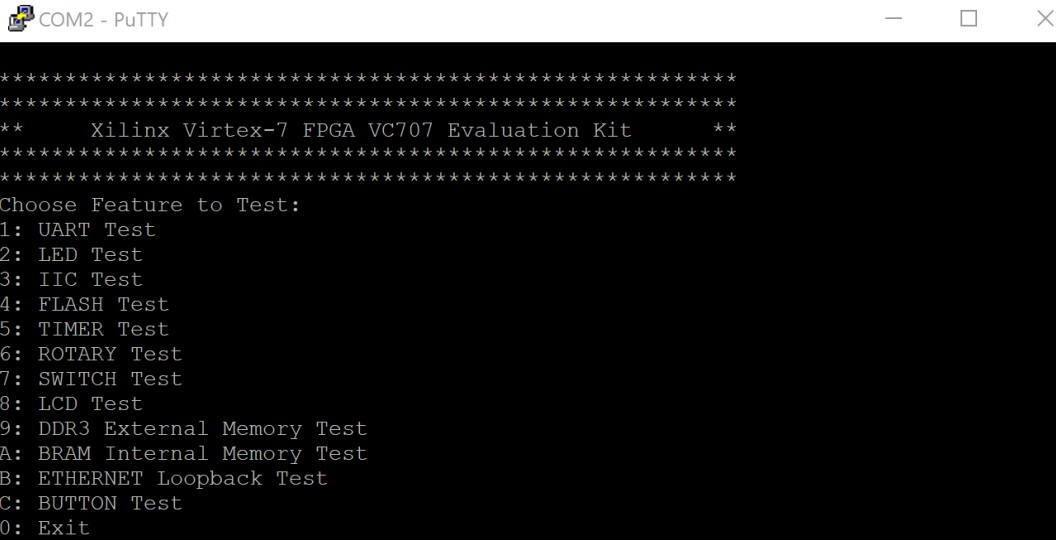 COM2 - PuTTY
********************************************************
********************************************************
**     Xilinx Virtex-7 FPGA VC707 Evaluation Kit      **
********************************************************
********************************************************
Choose Feature to Test:
1: UART Test
2: LED Test
3: IIC Test
4: FLASH Test
5: TIMER Test
6: ROTARY Test
7: SWITCH Test
8: LCD Test
9: DDR3 External Memory Test
A: BRAM Internal Memory Test
B: ETHERNET Loopback Test
C: BUTTON Test
0: Exit